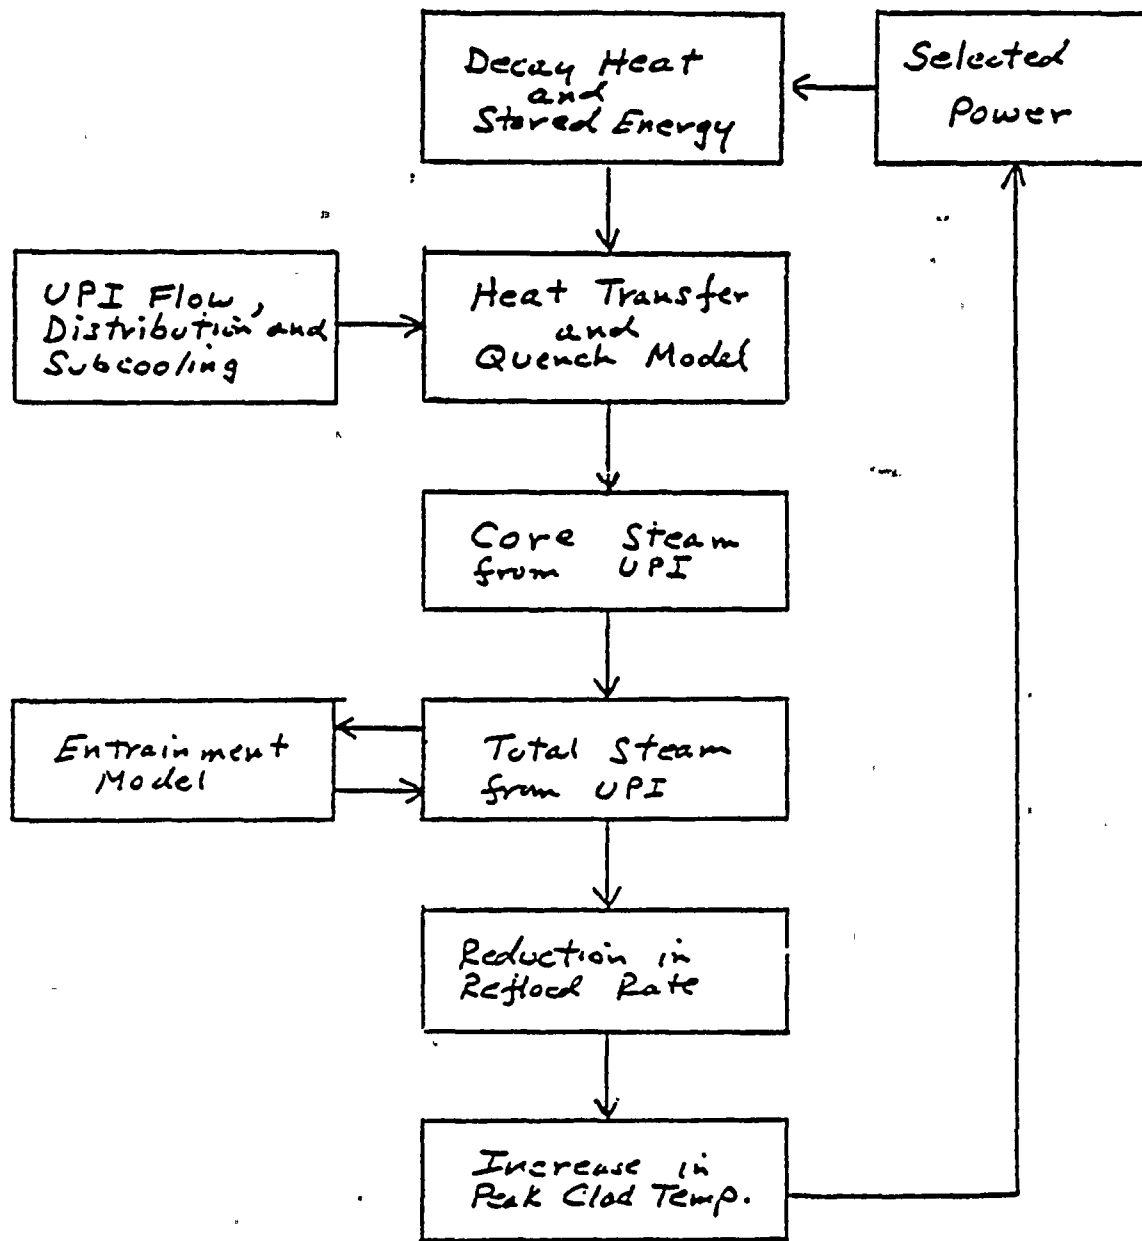 Decay Heat
and
Stored Energy
Selected
Power
UPI Flow,
Distribution and
Subcooling
Heat Transfer
and
Quench Model
Core Steam
from UPI
Entrainment
Model
Total Steam
from UPI
Reduction in
Reflood Rate
Increase in
Peak Clad Temp.